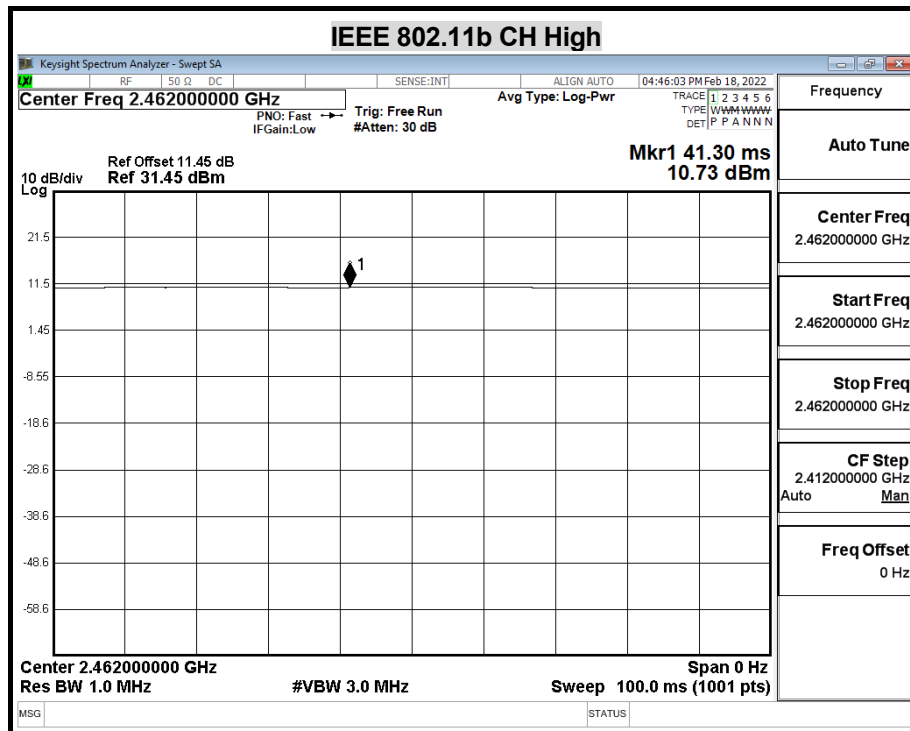 IEEE 802.11b CH High
Keysight Spectrum Analyzer - Swept SA
LXI RF 50 Ω DC SENSE:INT ALIGN AUTO 04:46:03 PM Feb 18, 2022
Center Freq 2.462000000 GHz
PNO: Fast
IFGain:Low
Trig: Free Run
#Atten: 30 dB
Avg Type: Log-Pwr
TRACE 1 2 3 4 5 6
TYPE WWWWWW
DET P P A N N N
Mkr1 41.30 ms
10.73 dBm
Ref Offset 11.45 dB
10 dB/div Ref 31.45 dBm
Log
21.5
11.5
1.45
-8.55
-18.6
-28.6
-38.6
-48.6
-58.6
1
Center 2.462000000 GHz
Span 0 Hz
Res BW 1.0 MHz
#VBW 3.0 MHz
Sweep 100.0 ms (1001 pts)
MSG
STATUS
Frequency
Auto Tune
Center Freq
2.462000000 GHz
Start Freq
2.462000000 GHz
Stop Freq
2.462000000 GHz
CF Step
2.412000000 GHz
Auto Man
Freq Offset
0 Hz